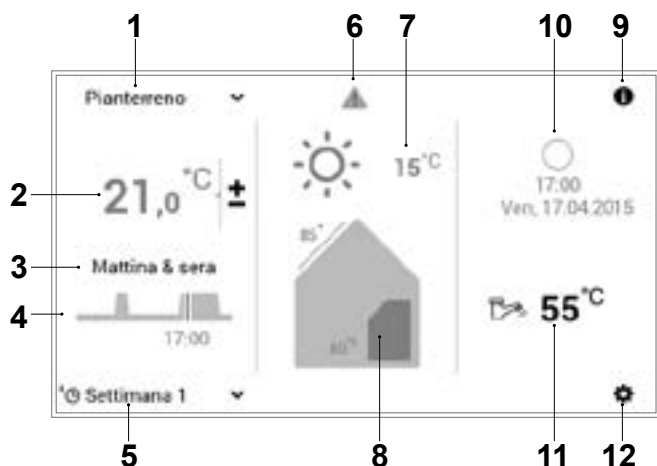 1 6 7 10 9
Pianterreno
21,0 °C ±
15°C
17:00
Ven, 17.04.2015
2
3
Mattina & sera
85°
4
17:00
60°
55°C
Settimana 1
5 8 11 12